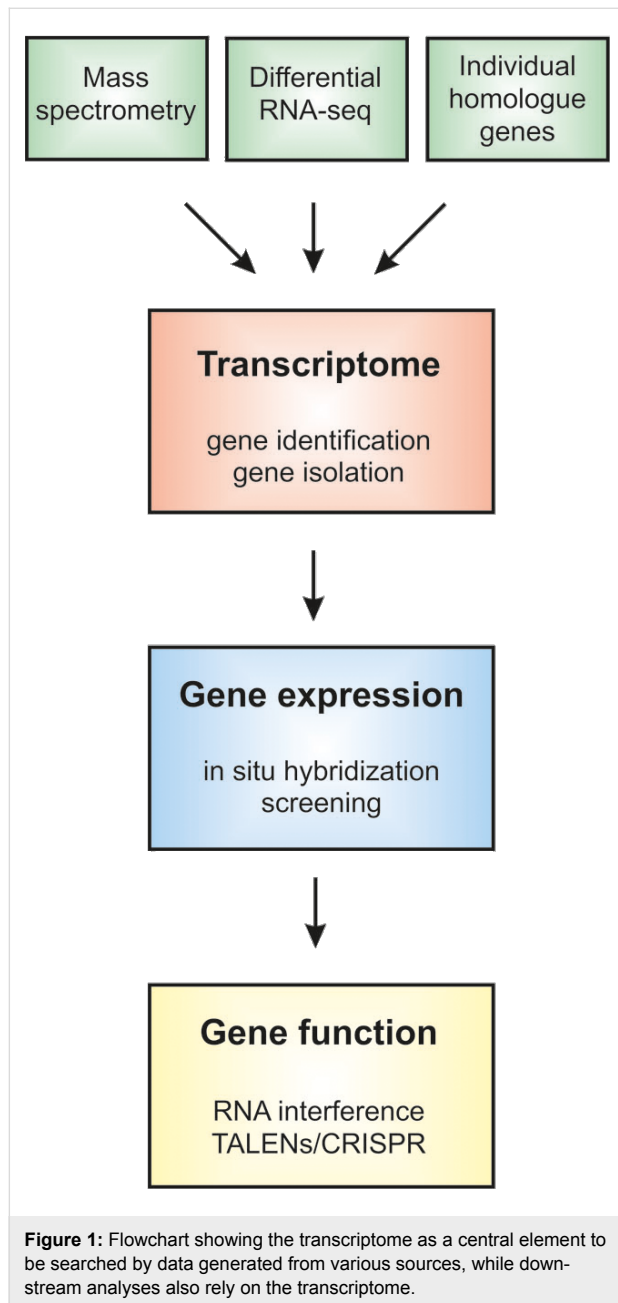 Mass
spectrometry
Differential
RNA-seq
Individual
homologue
genes
Transcriptome
gene identification
gene isolation
Gene expression
in situ hybridization
screening
Gene function
RNA interference
TALENs/CRISPR
Figure 1: Flowchart showing the transcriptome as a central element to
be searched by data generated from various sources, while down-
stream analyses also rely on the transcriptome.